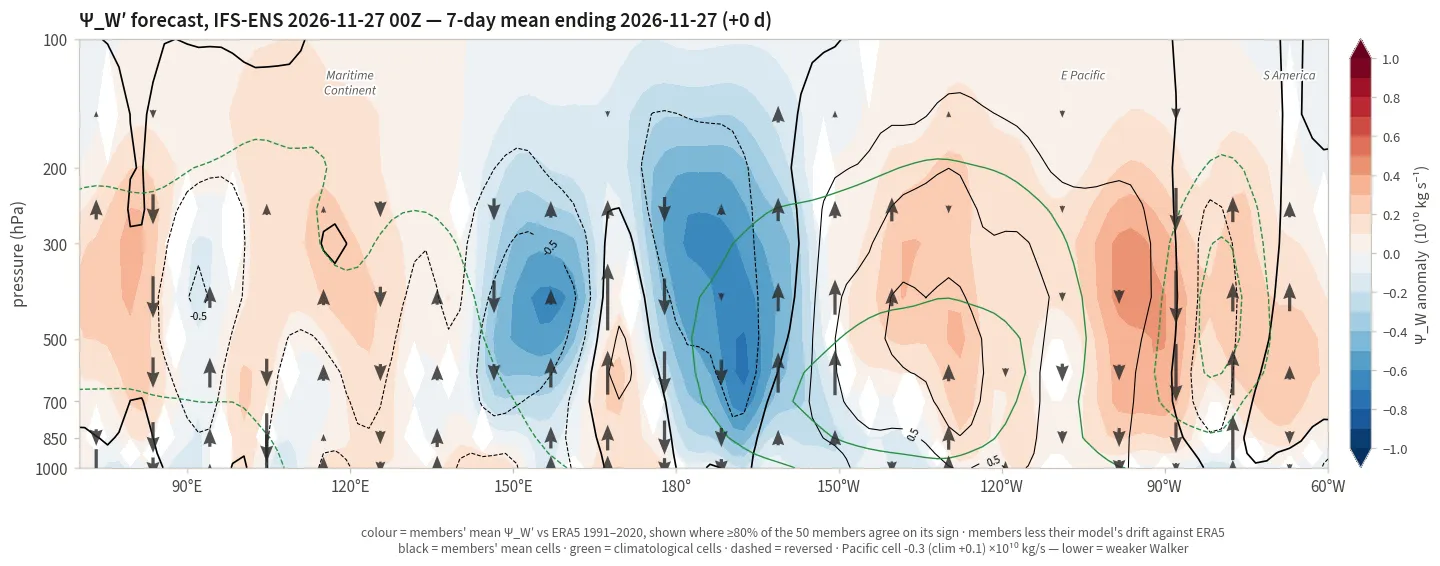 Ψ_W′ forecast, IFS-ENS 2026-11-27 00Z — 7-day mean ending 2026-11-27 (+0 d)
100
200
300
500
700
850
1000
pressure (hPa)
Maritime
Continent
E Pacific
S America
-0.5
-0.5
0.5
0.5
90°E
120°E
150°E
180°
150°W
120°W
90°W
60°W
1.0
0.8
0.6
0.4
0.2
0.0
−0.2
−0.4
−0.6
−0.8
−1.0
Ψ_W anomaly (10¹⁰ kg s⁻¹)
colour = members' mean Ψ_W′ vs ERA5 1991–2020, shown where ≥80% of the 50 members agree on its sign · members less their model's drift against ERA5
black = members' mean cells · green = climatological cells · dashed = reversed · Pacific cell -0.3 (clim +0.1) ×10¹⁰ kg/s — lower = weaker Walker